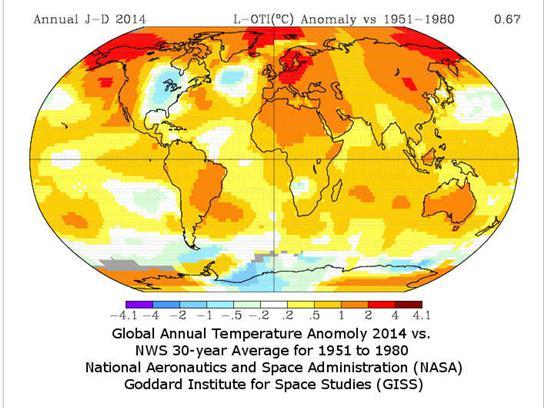 Annual J-D 2014 L-OTI(°C) Anomaly vs 1951-1980 0.67
-4.1 -4 -2 -1 -.5 -.2 .2 .5 1 2 4 4.1
Global Annual Temperature Anomoly 2014 vs.
NWS 30-year Average for 1951 to 1980
National Aeronautics and Space Administration (NASA)
Goddard Institute for Space Studies (GISS)